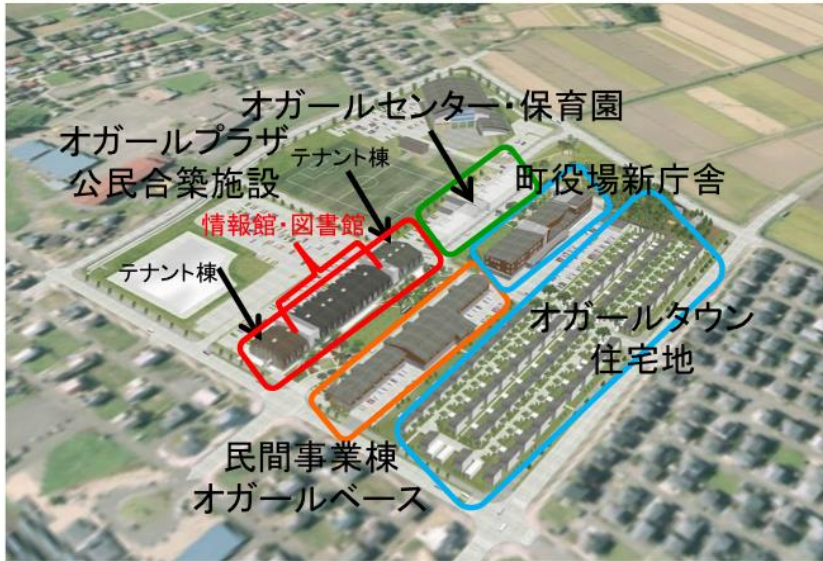 オガールセンター・保育園
オガールプラザ
公民合築施設
テナント棟
町役場新庁舎
情報館・図書館
テナント棟
オガールタウン
住宅地
民間事業棟
オガールベース